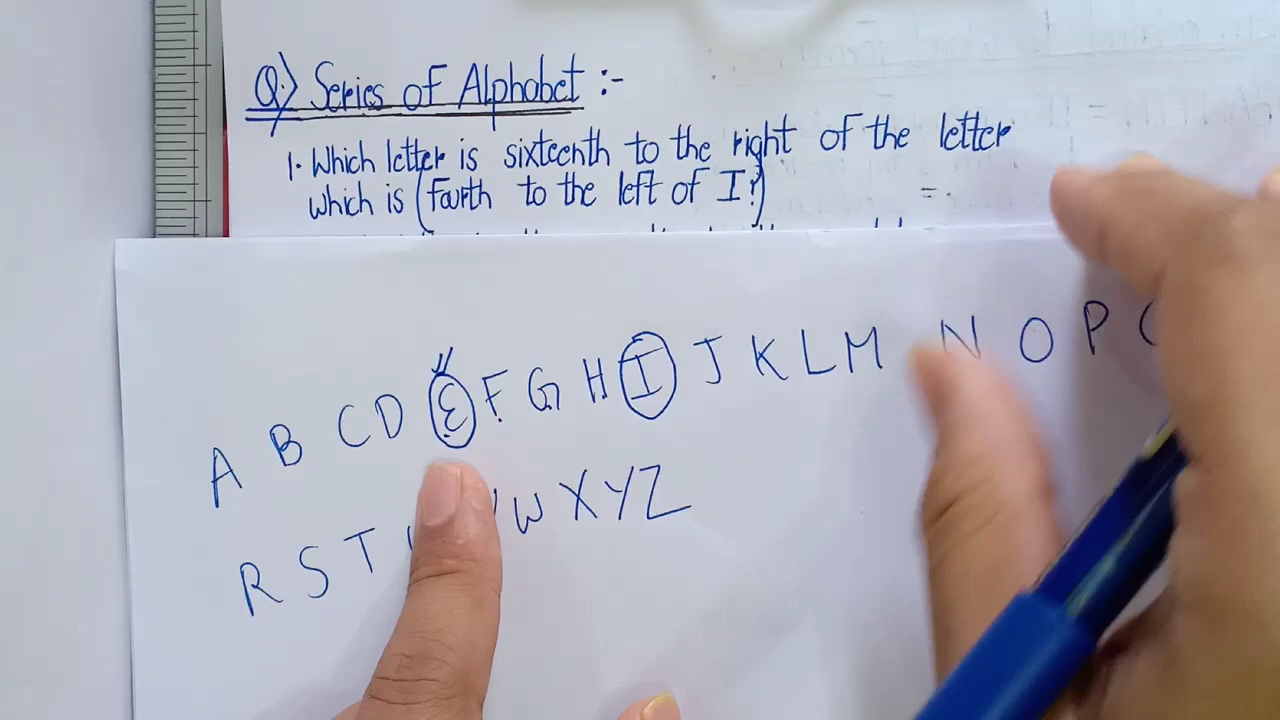 Q) Series of Alphabet :-
1. Which letter is sixteenth to the right of the letter
which is (fourth to the left of I?)
=
A B C D E F G H I J K L M N O P
R S T W X Y Z